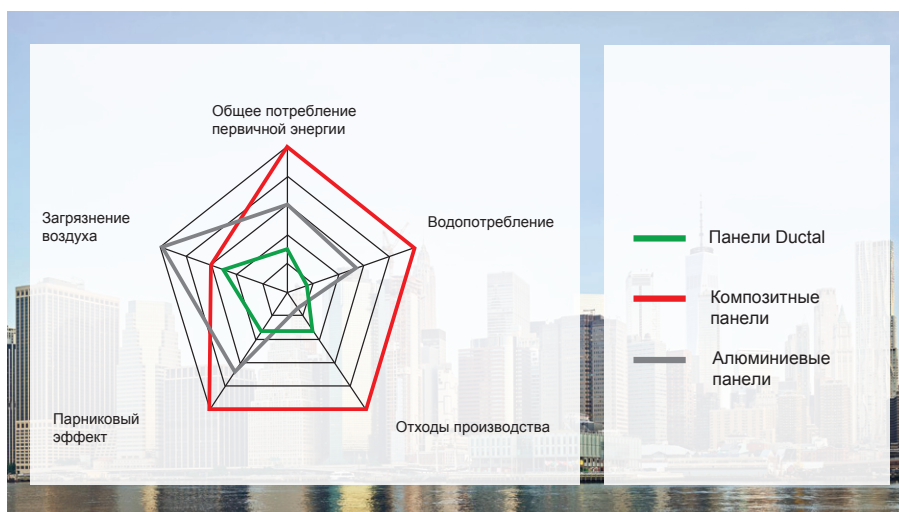 Общее потребление
первичной энергии
Загрязнение
воздуха
Водопотребление
Парниковый
эффект
Отходы производства
Панели Ductal
Композитные
панели
Алюминиевые
панели